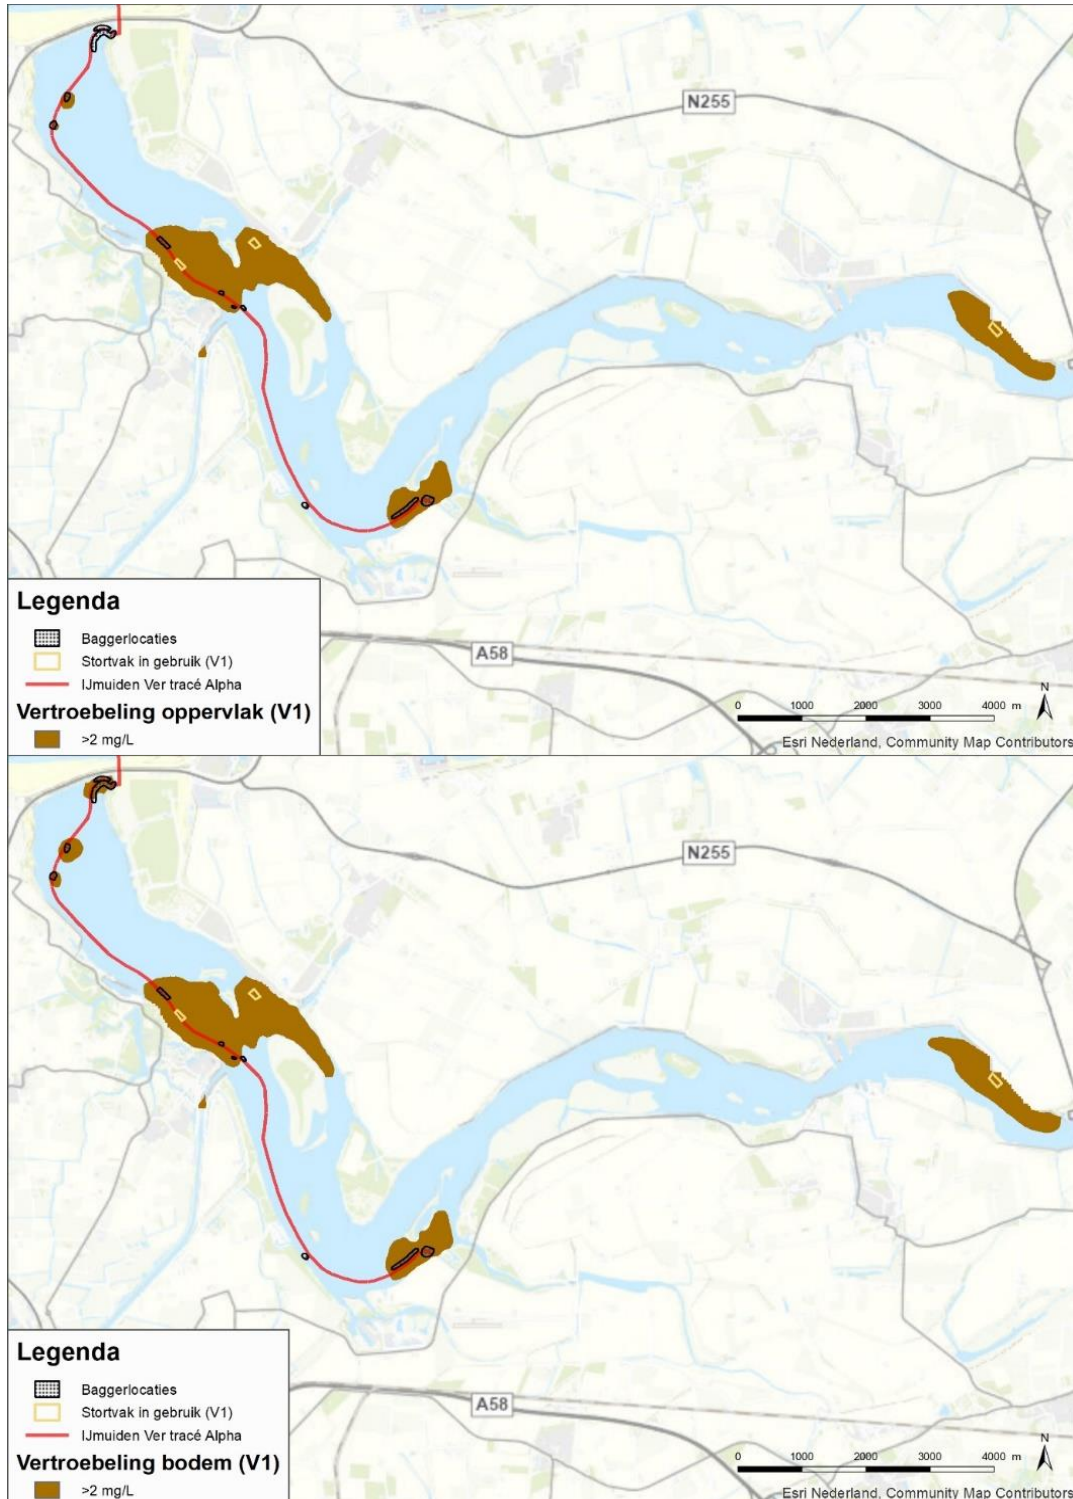 N255
A58
Legenda
Baggerlocaties
Stortvak in gebruik (V1)
IJmuiden Ver tracé Alpha
Vertroebeling oppervlak (V1)
>2 mg/L
N
0 1000 2000 3000 4000 m
Esri Nederland, Community Map Contributors
N255
A58
Legenda
Baggerlocaties
Stortvak in gebruik (V1)
IJmuiden Ver tracé Alpha
Vertroebeling bodem (V1)
>2 mg/L
N
0 1000 2000 3000 4000 m
Esri Nederland, Community Map Contributors